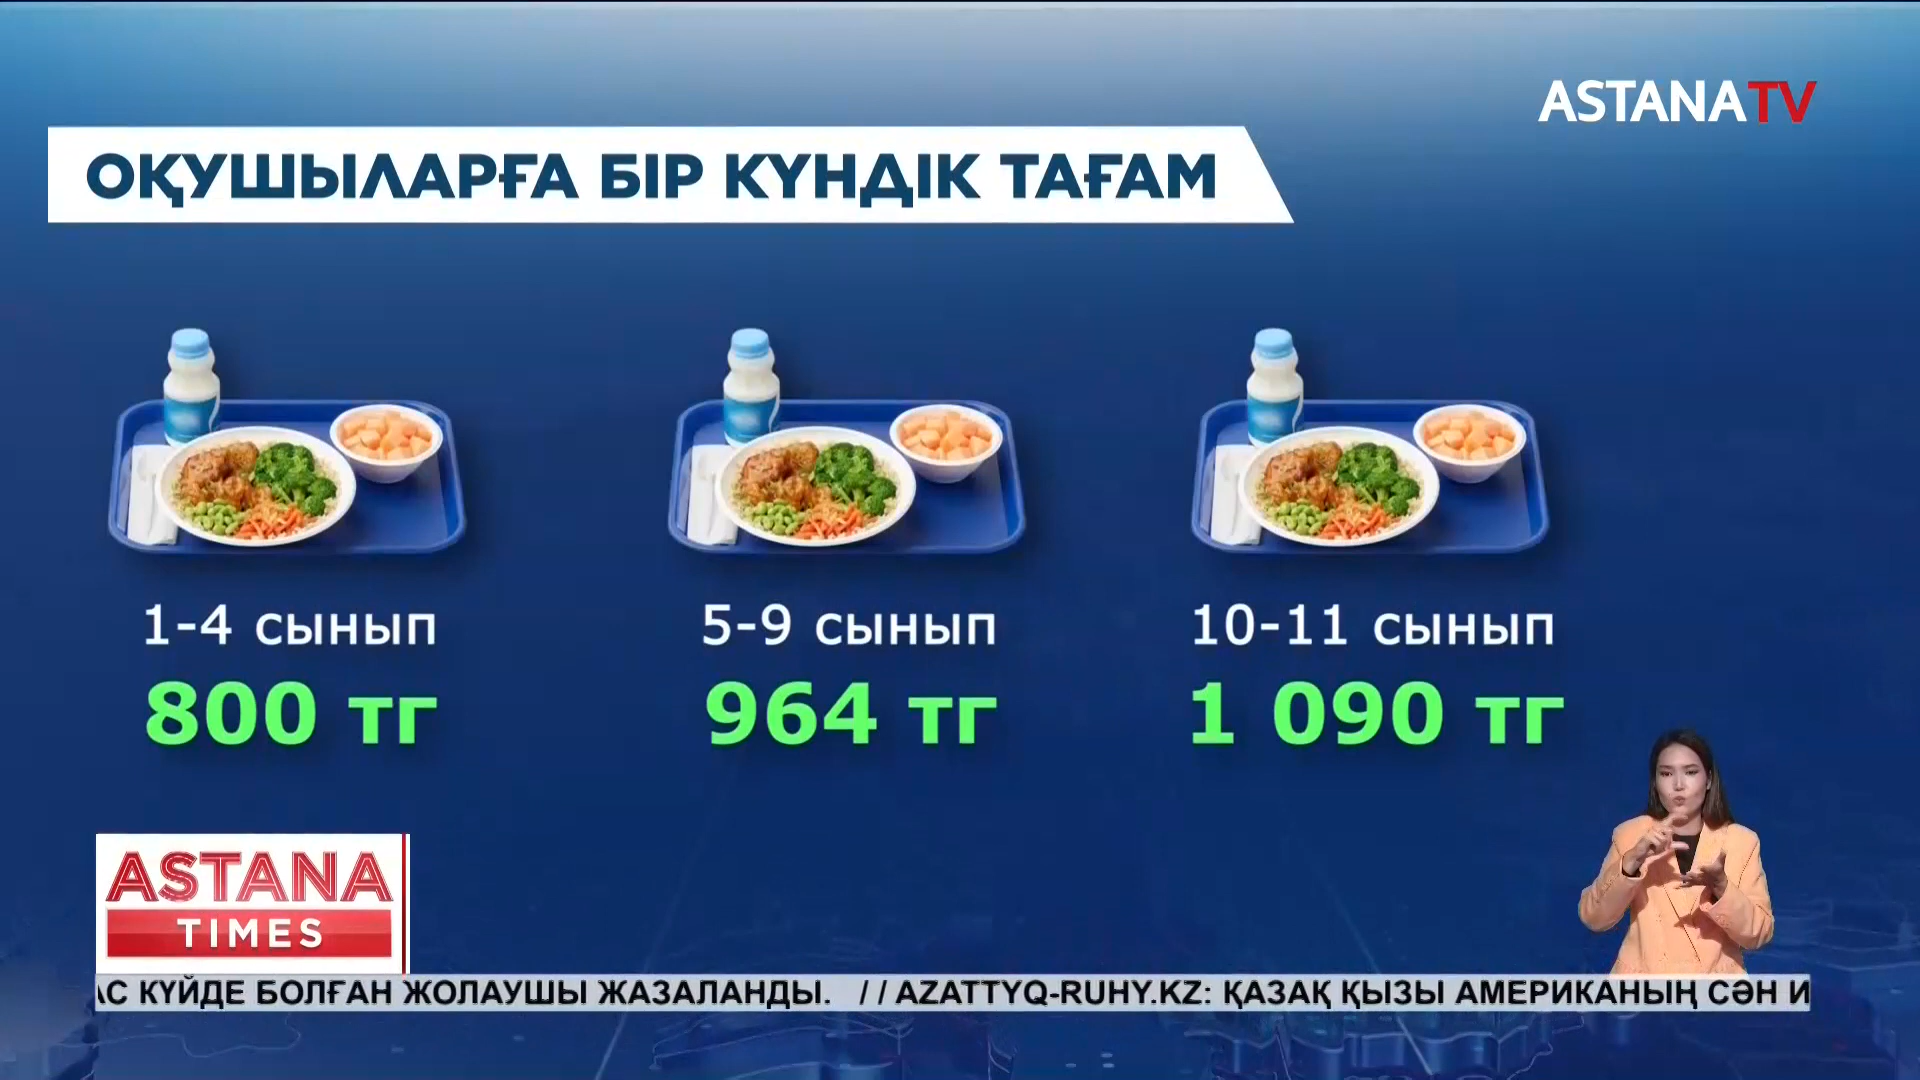 ASTANATV
ОҚУШЫЛАРҒА БІР КҮНДІК ТАҒАМ
1-4 сынып
800 тг
5-9 сынып
964 тг
10-11 сынып
1 090 тг
ASTANA
TIMES
КҮЙДЕ БОЛҒАН ЖОЛАУШЫ ЖАЗАЛАНДЫ. // AZATTYQ-RUHY.KZ: ҚАЗАҚ ҚЫЗЫ АМЕРИКАНЫҢ СӘН И